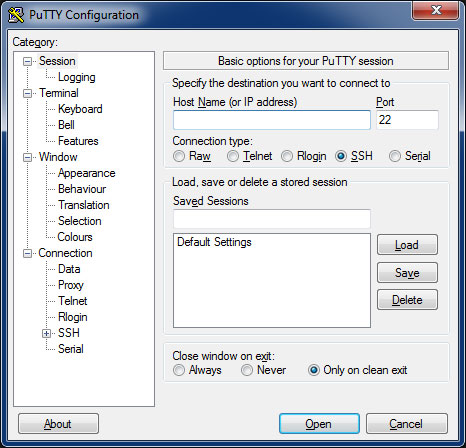 PuTTY Configuration
Category:
Session
Logging
Terminal
Keyboard
Bell
Features
Window
Appearance
Behaviour
Translation
Selection
Colours
Connection
Data
Proxy
Telnet
Rlogin
SSH
Serial
Basic options for your PuTTY session
Specify the destination you want to connect to
Host Name (or IP address) Port
22
Connection type:
Raw Telnet Rlogin SSH Serial
Load, save or delete a stored session
Saved Sessions
Default Settings
Load
Save
Delete
Close window on exit:
Always Never Only on clean exit
About Open Cancel